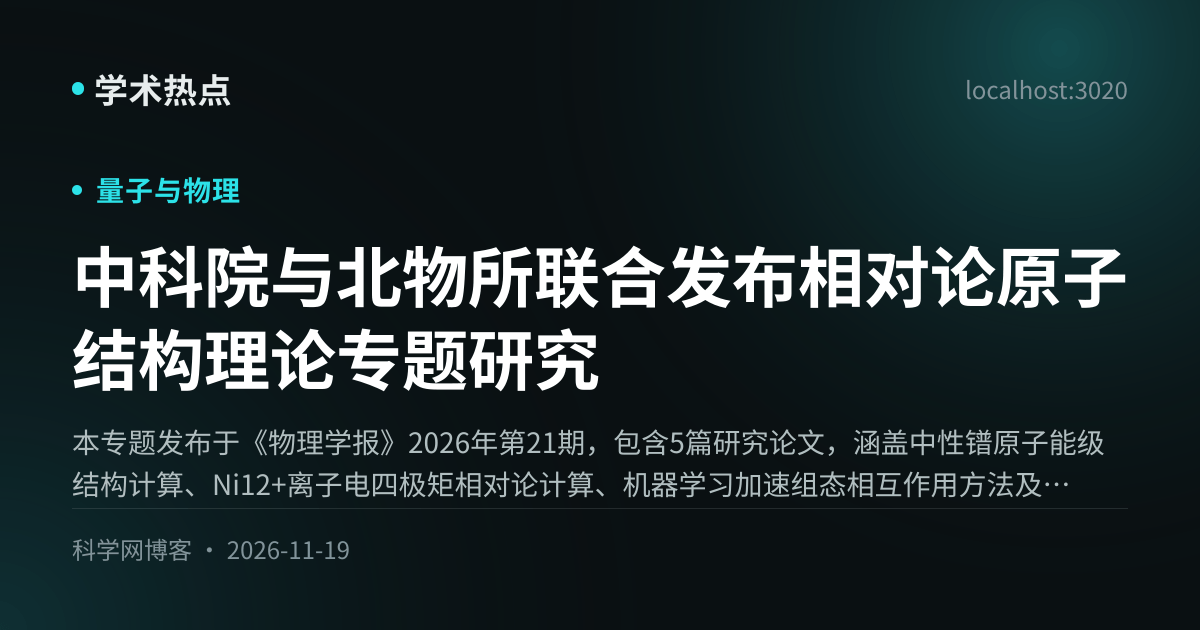 学术热点
localhost:3020
量子与物理
中科院与北物所联合发布相对论原子
结构理论专题研究
本专题发布于《物理学报》2026年第21期，包含5篇研究论文，涵盖中性镨原子能级
结构计算、Ni12+离子电四极矩相对论计算、机器学习加速组态相互作用方法及…
科学网博客 • 2026-11-19